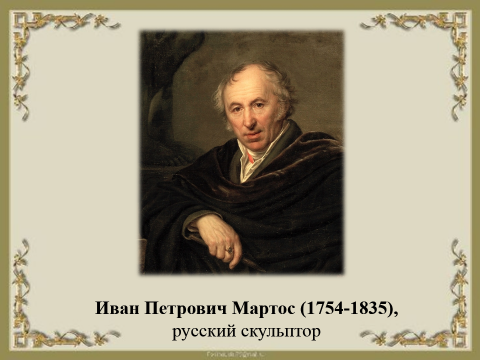 Иван Петрович Мартос (1754-1835),
русский скульптор